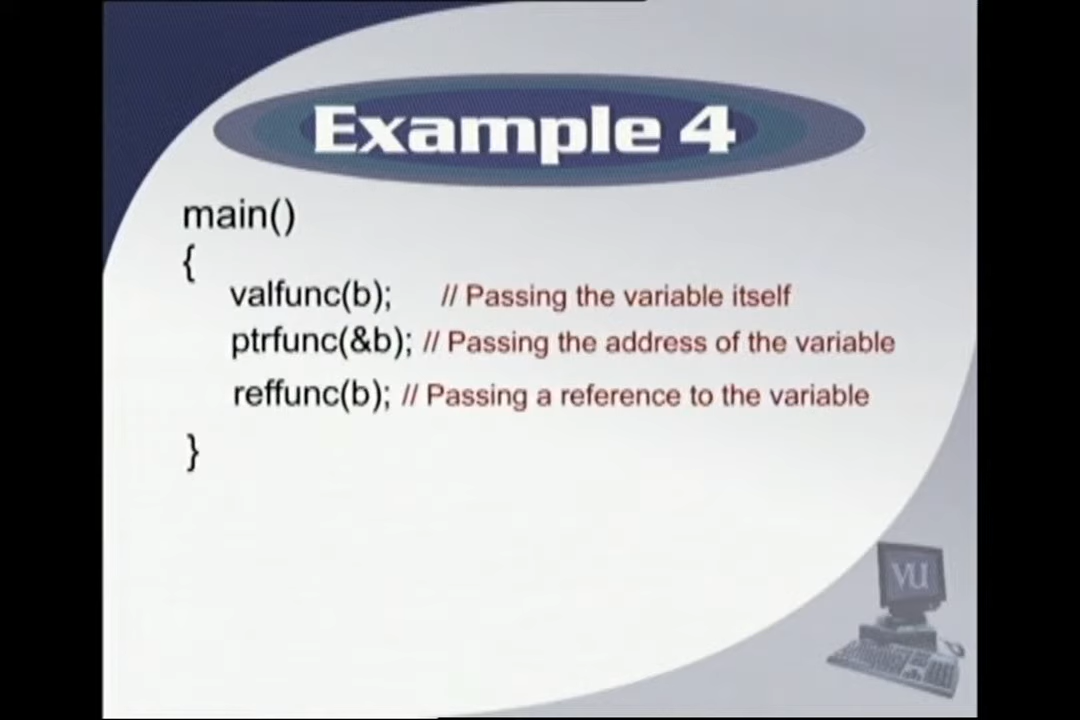 Example 4
main()
{
valfunc(b); // Passing the variable itself
ptrfunc(&b); // Passing the address of the variable
reffunc(b); // Passing a reference to the variable
}
VU